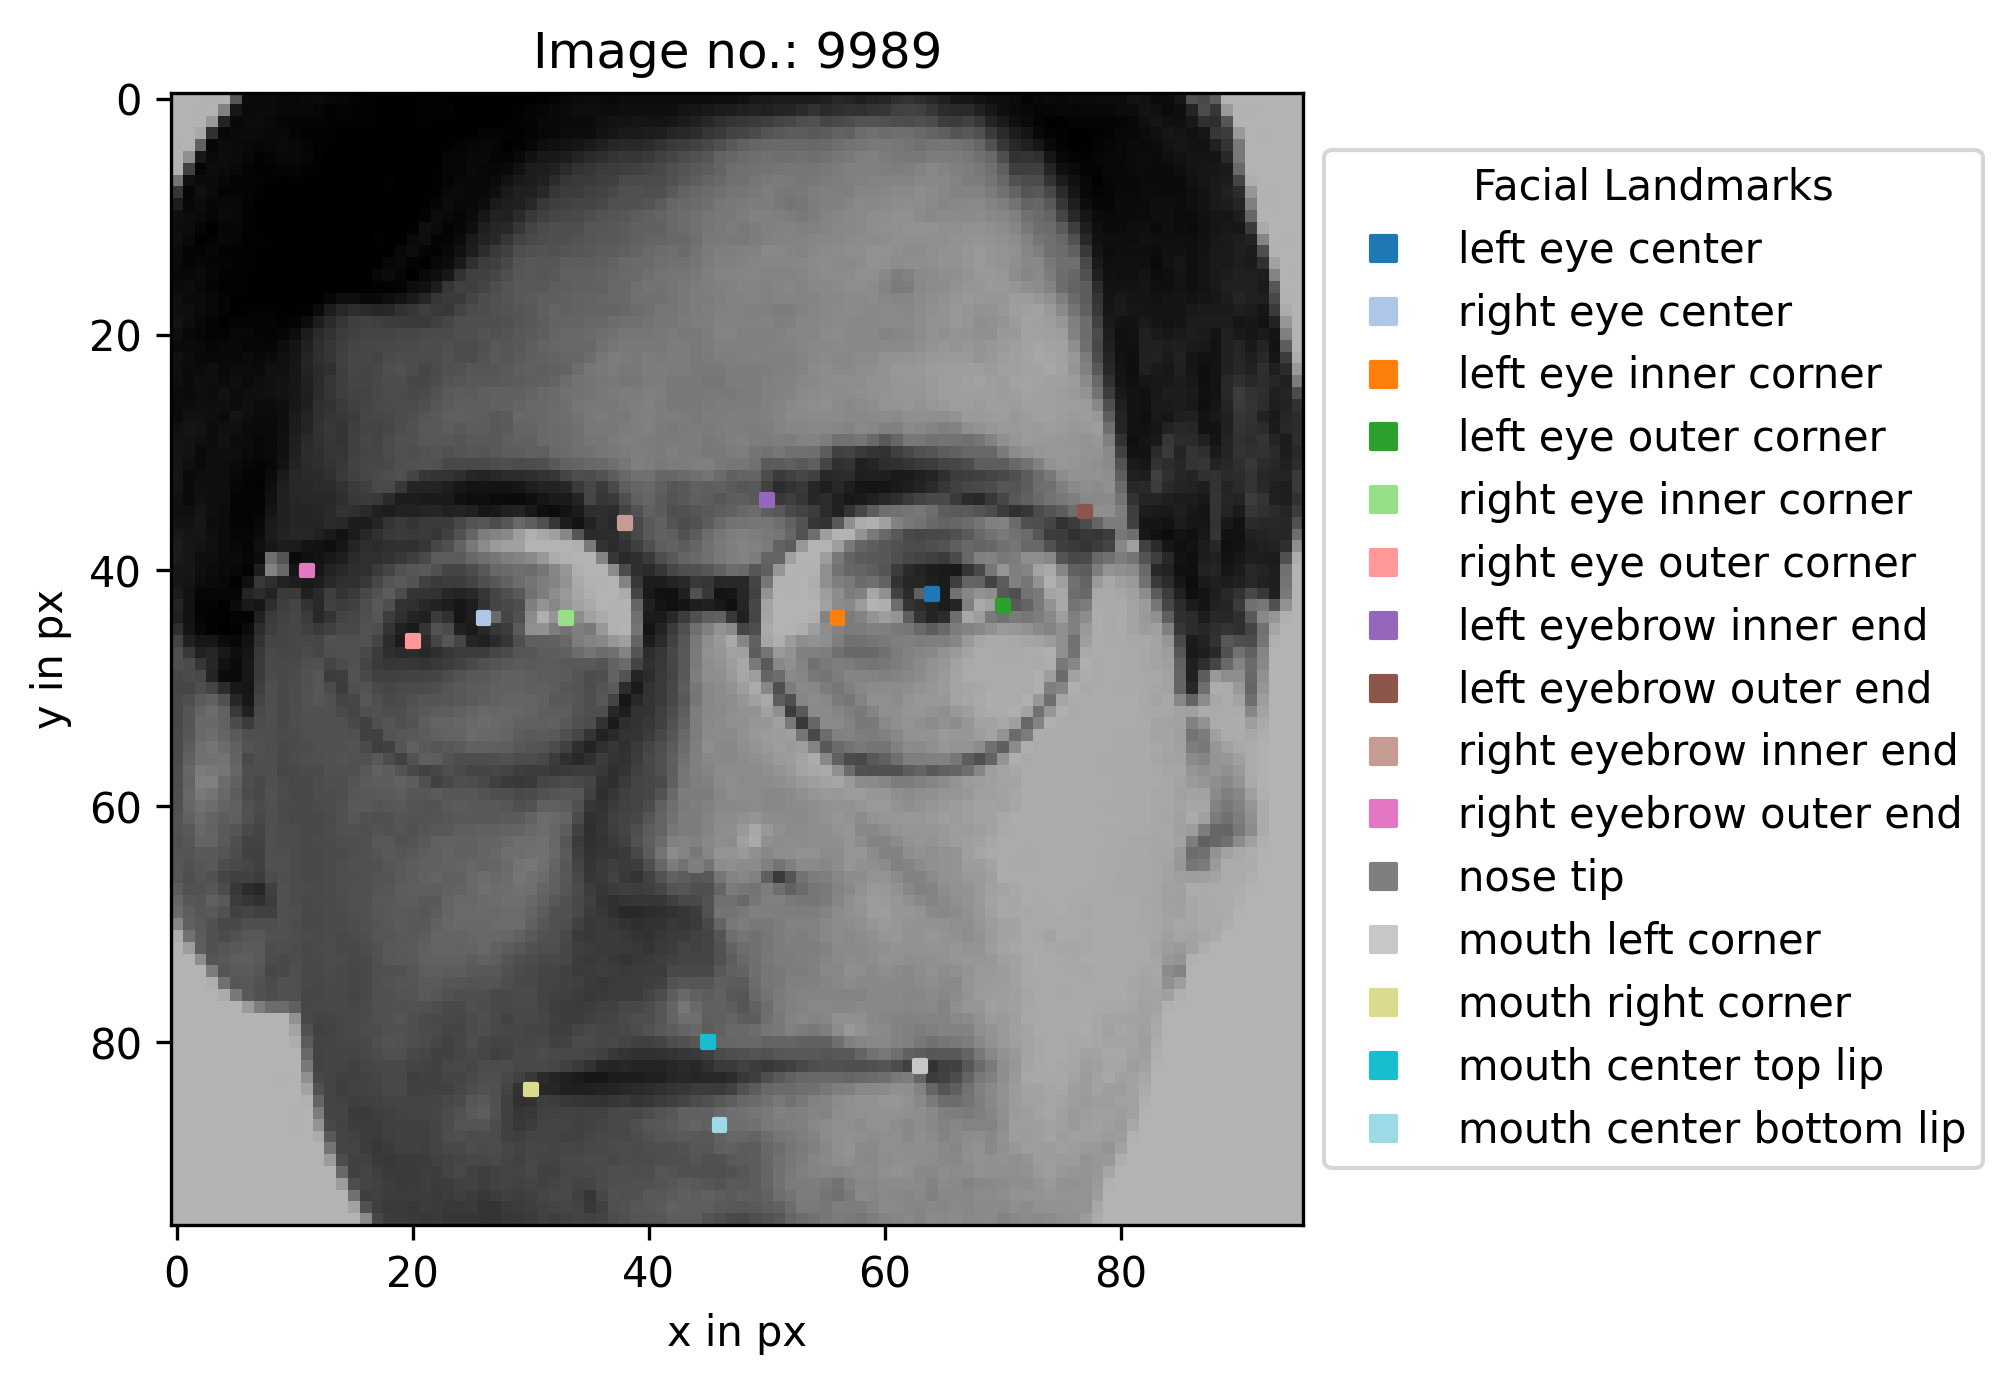 Image no.: 9989
0
20
40
60
80
y in px
0 20 40 60 80
x in px
Facial Landmarks
left eye center
right eye center
left eye inner corner
left eye outer corner
right eye inner corner
right eye outer corner
left eyebrow inner end
left eyebrow outer end
right eyebrow inner end
right eyebrow outer end
nose tip
mouth left corner
mouth right corner
mouth center top lip
mouth center bottom lip